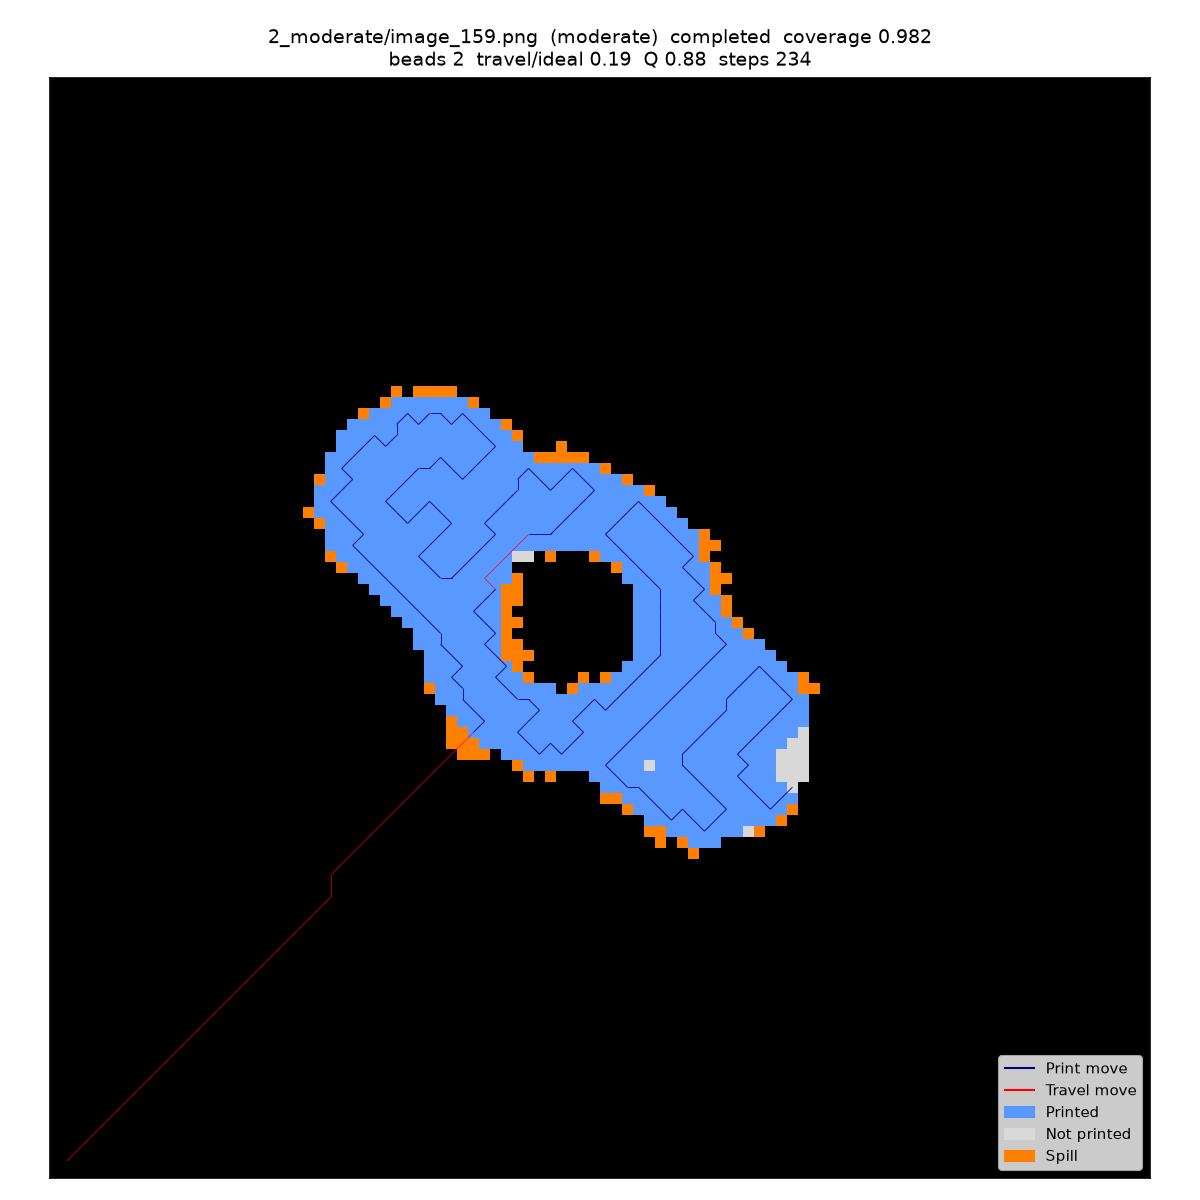 2_moderate/image_159.png  (moderate)  completed  coverage 0.982
beads 2  travel/ideal 0.19  Q 0.88  steps 234
Print move
Travel move
Printed
Not printed
Spill